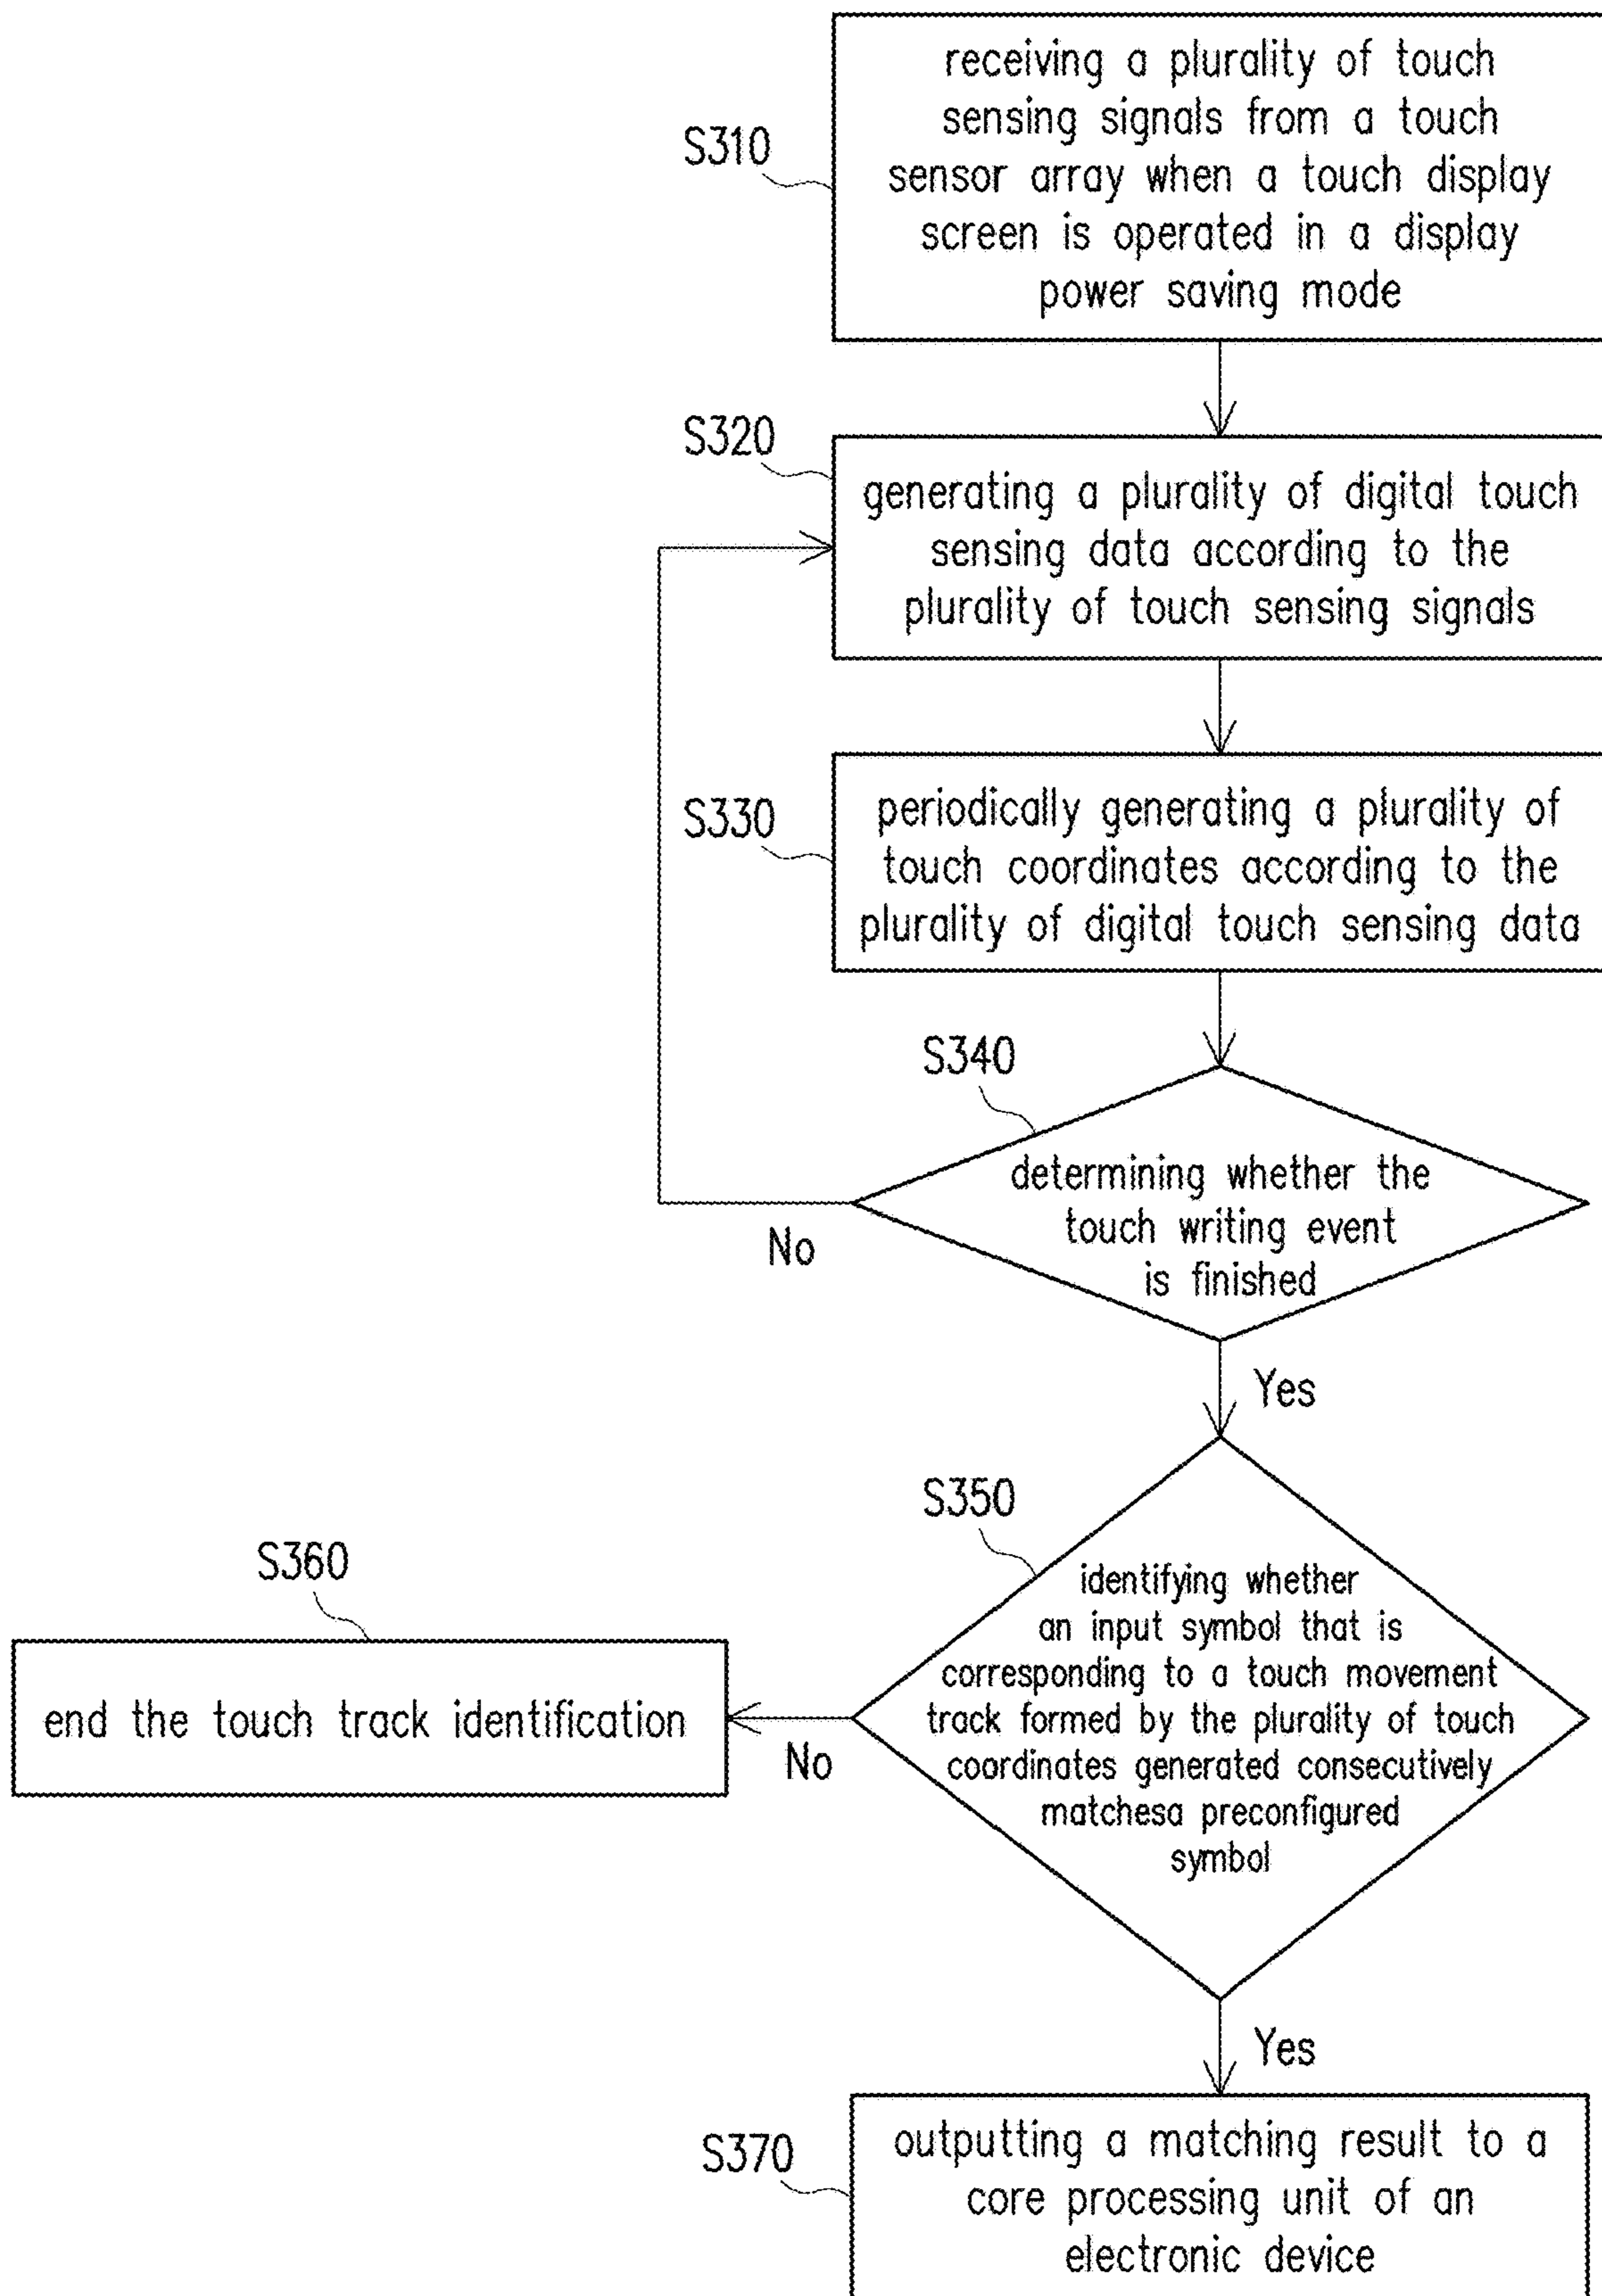 S310
receiving a plurality of touch
sensing signals from a touch
sensor array when a touch display
screen is operated in a display
power saving mode
S320
generating a plurality of digital touch
sensing data according to the
plurality of touch sensing signals
S330
periodically generating a plurality of
touch coordinates according to the
plurality of digital touch sensing data
S340
determining whether the
touch writing event
is finished
No
Yes
S350
identifying whether
an input symbol that is
corresponding to a touch movement
track formed by the plurality of touch
coordinates generated consecutively
matchesa preconfigured
symbol
No
S360
end the touch track identification
Yes
S370
outputting a matching result to a
core processing unit of an
electronic device